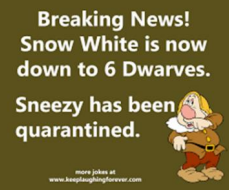 Breaking News!
Snow White is now
down to 6 Dwarves.
Sneezy has been
quarantined.
more jokes at
www.keeplaughingforever.com